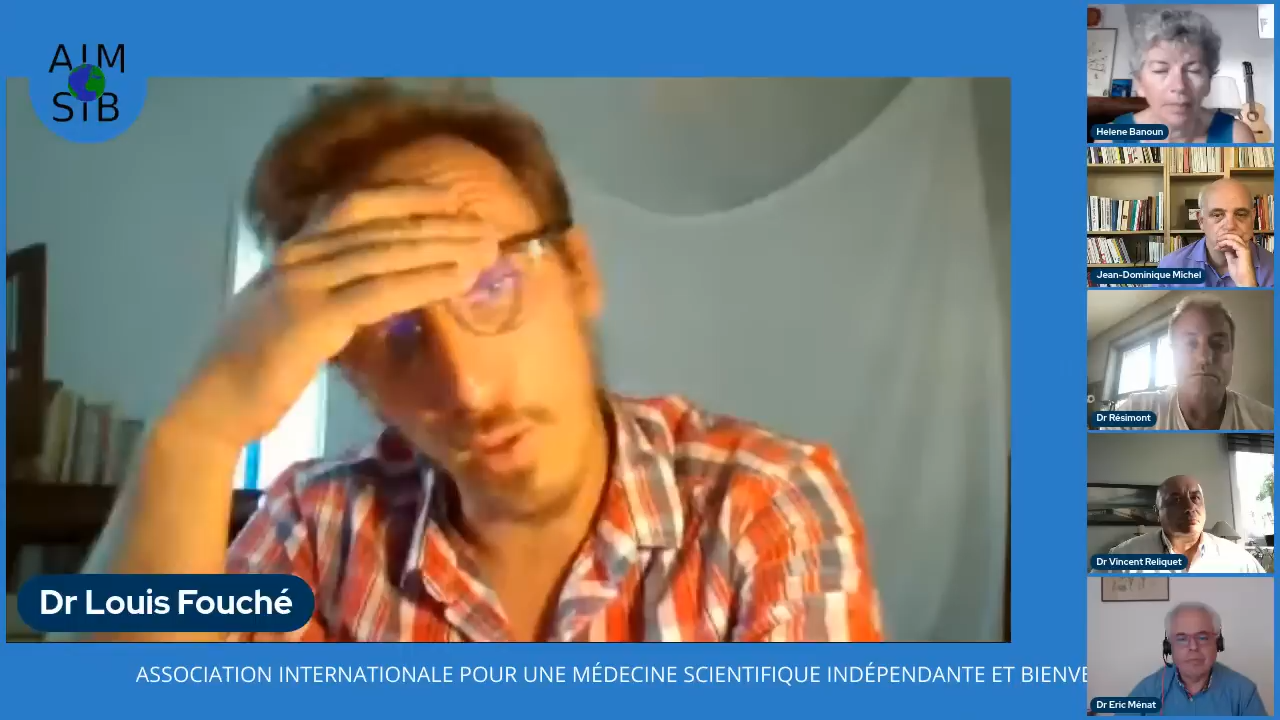 AIM
SIB
Dr Louis Fouché
ASSOCIATION INTERNATIONALE POUR UNE MÉDECINE SCIENTIFIQUE INDÉPENDANTE ET BIENVE
Helene Banoun
Jean-Dominique Michel
Dr Résimont
Dr Vincent Reliquet
Dr Eric Ménat